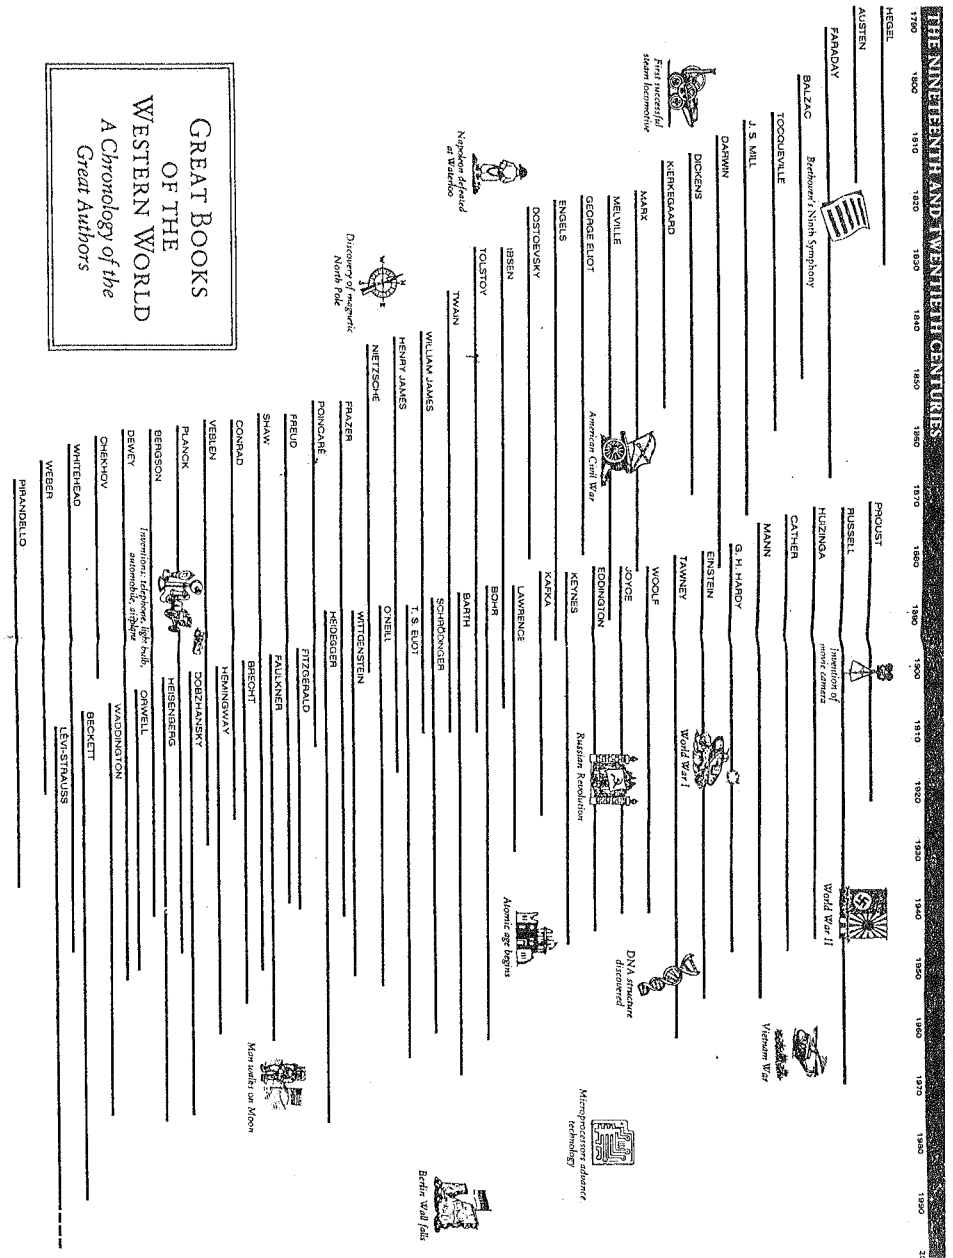 THE NINETEENTH AND TWENTIETH CENTURIES
1790 1800 1810 1820 1830 1840 1850 1860 1870 1880 1890 1900 1910 1920 1930 1940 1950 1960 1970 1980 1990
HEGEL
AUSTEN
FARADAY
BALZAC
TOCQUEVILLE
J. S. MILL
DARWIN
DICKENS
KIERKEGAARD
MARX
MELVILLE
GEORGE ELIOT
ENGELS
DOSTOEVSKY
IBSEN
TOLSTOY
TWAIN
WILLIAM JAMES
HENRY JAMES
NIETZSCHE
FRAZER
POINCARÉ
FREUD
SHAW
CONRAD
VEBLEN
PLANCK
BERGSON
DEWEY
CHEKHOV
WHITEHEAD
WEBER
PIRANDELLO
PROUST
RUSSELL
HUIZINGA
CATHER
MANN
G. H. HARDY
EINSTEIN
TAWNEY
WOOLF
JOYCE
EDDINGTON
KEYNES
KAFKA
LAWRENCE
BOHR
BARTH
SCHRÖDINGER
T. S. ELIOT
O'NEILL
WITTGENSTEIN
HEIDEGGER
FITZGERALD
FAULKNER
BRECHT
HEMINGWAY
DOBZHANSKY
HEISENBERG
ORWELL
WADDINGTON
BECKETT
LÉVI-STRAUSS
First successful
steam locomotive
Beethoven's Ninth Symphony
Napoleon defeated
at Waterloo
Discovery of magnetic
North Pole
American Civil War
Inventions: telephone, light bulb,
automobile, airplane
Invention of
movie camera
World War I
Russian Revolution
World War II
Atomic age begins
DNA structure
discovered
Vietnam War
Man walks on Moon
Microprocessors advance
technology
Berlin Wall falls
GREAT BOOKS
OF THE
WESTERN WORLD
A Chronology of the
Great Authors